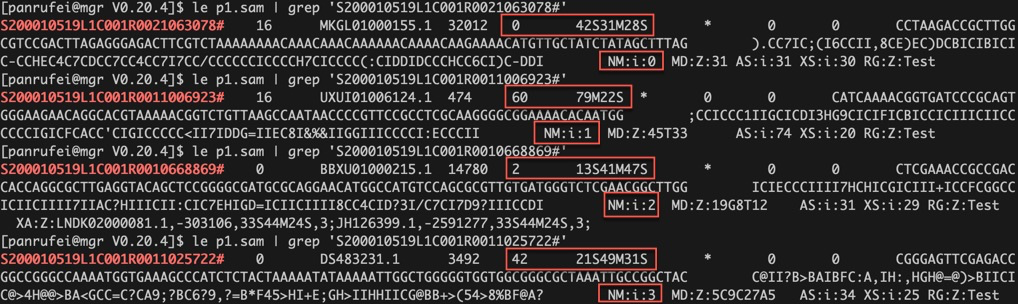 [panrufei@mgr V0.20.4]$ le p1.sam | grep 'S200010519L1C001R0021063078#'
S200010519L1C001R0021063078# 16 MKGL01000155.1 32012 0 42S31M28S * 0 0 CCTAAGACCGCTTGG
CGTCCGACTTAGAGGGAGACTTCGTCTAAAAAAAACAAACAAACAAAAAACAAAACAAGAAAACATGTTGCTATCTATAGCTTTAG ).CC7IC;(I6CCII,8CE)EC)DCBICIBICI
C-CCHEC4C7CDCC7CC4CC7I7CC/CCCCCCICCCCH7CICCCCC(:CIDDIDCCCHCC6CI)C-DDI NM:i:0 MD:Z:31 AS:i:31 XS:i:30 RG:Z:Test
[panrufei@mgr V0.20.4]$ le p1.sam | grep 'S200010519L1C001R0011006923#'
S200010519L1C001R0011006923# 16 UXUI01006124.1 474 60 79M22S * 0 0 CATCAAAACGGTGATCCCGCAGT
GGGAAGAACAGGCACGTAAAAACGGTCTGTTAAGCCAATAACCCCGTTCCGCCTCGCAAGGGGCGGAAAACACAATGG ;CCICCC1IIGCICDI3HG9CICIFICBICCICIIICIICC
CCCCIGICFCACC'CIGICCCCC<II7IDDG=IIEC8I&%&IIGGIIICCCCI:ECCCII NM:i:1 MD:Z:45T33 AS:i:74 XS:i:20 RG:Z:Test
[panrufei@mgr V0.20.4]$ le p1.sam | grep 'S200010519L1C001R0010668869#'
S200010519L1C001R0010668869# 0 BBXU01000215.1 14780 2 13S41M47S * 0 0 CTCGAAACCGCCGAC
CACCAGGCGCTTGAGGTACAGCTCCGGGGCGATGCGCAGGAACATGGCCATGTCCAGCGCGTTGTGATGGGTCTCGAACGGCTTGG ICIECCCIIII7HCHICGICIII+ICCFCGGCC
ICIICIIII7IIAC?HIIICII:CIC7EHIGD=ICIICIIII8CC4CID?3I/C7CI7D9?IIICCDI NM:i:2 MD:Z:19G8T12 AS:i:31 XS:i:29 RG:Z:Test
XA:Z:LNDK02000081.1,-303106,33S44M24S,3;JH126399.1,-2591277,33S44M24S,3;
[panrufei@mgr V0.20.4]$ le p1.sam | grep 'S200010519L1C001R0011025722#'
S200010519L1C001R0011025722# 0 DS483231.1 3492 42 21S49M31S * 0 0 CGGGAGTTCGAGACC
GGCCGGGCCAAAATGGTGAAAGCCCATCTCTACTAAAAATATAAAAATTGGCTGGGGGTGGTGGCGGGCGCTAAATTGCCGGCTAC C@II?B>BAIBFC:A,IH:,HGH@=@)>BIICI
C@>4H@@>BA<GCC=C?CA9;?BC6?9,?=B*F45>HI+E;GH>IIHHIICG@BB+>(54>8%BF@A? NM:i:3 MD:Z:5C9C27A5 AS:i:34 XS:i:25 RG:Z:Test